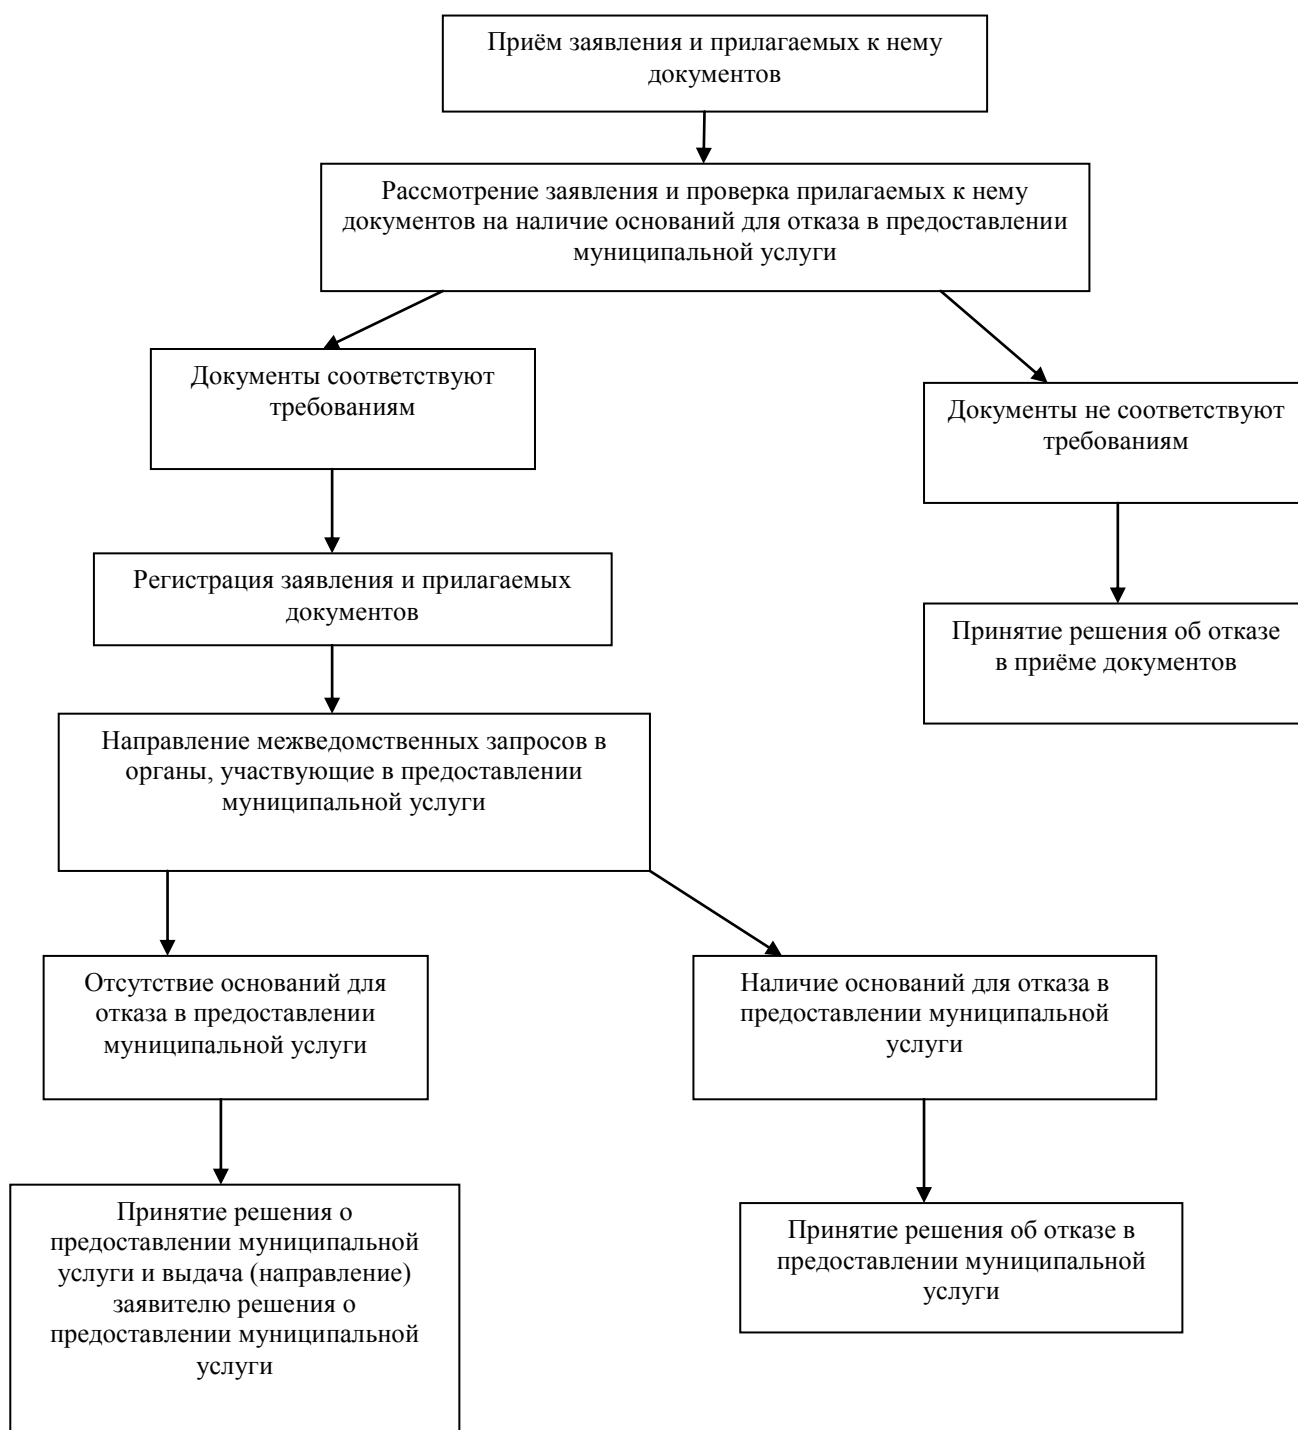 Приём заявления и прилагаемых к нему
документов
Рассмотрение заявления и проверка прилагаемых к нему
документов на наличие оснований для отказа в предоставлении
муниципальной услуги
Документы соответствуют
требованиям
Документы не соответствуют
требованиям
Регистрация заявления и прилагаемых
документов
Принятие решения об отказе
в приёме документов
Направление межведомственных запросов в
органы, участвующие в предоставлении
муниципальной услуги
Отсутствие оснований для
отказа в предоставлении
муниципальной услуги
Наличие оснований для отказа в
предоставлении муниципальной
услуги
Принятие решения о
предоставлении муниципальной
услуги и выдача (направление)
заявителю решения о
предоставлении муниципальной
услуги
Принятие решения об отказе в
предоставлении муниципальной
услуги